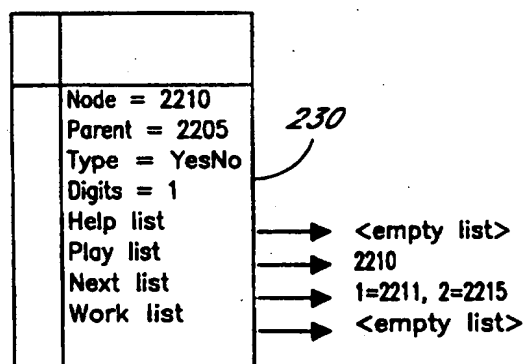 Node = 2210
Parent = 2205
230
Type = YesNo
Digits = 1
Help list
<empty list>
Play list
2210
Next list
1=2211, 2=2215
Work list
<empty list>